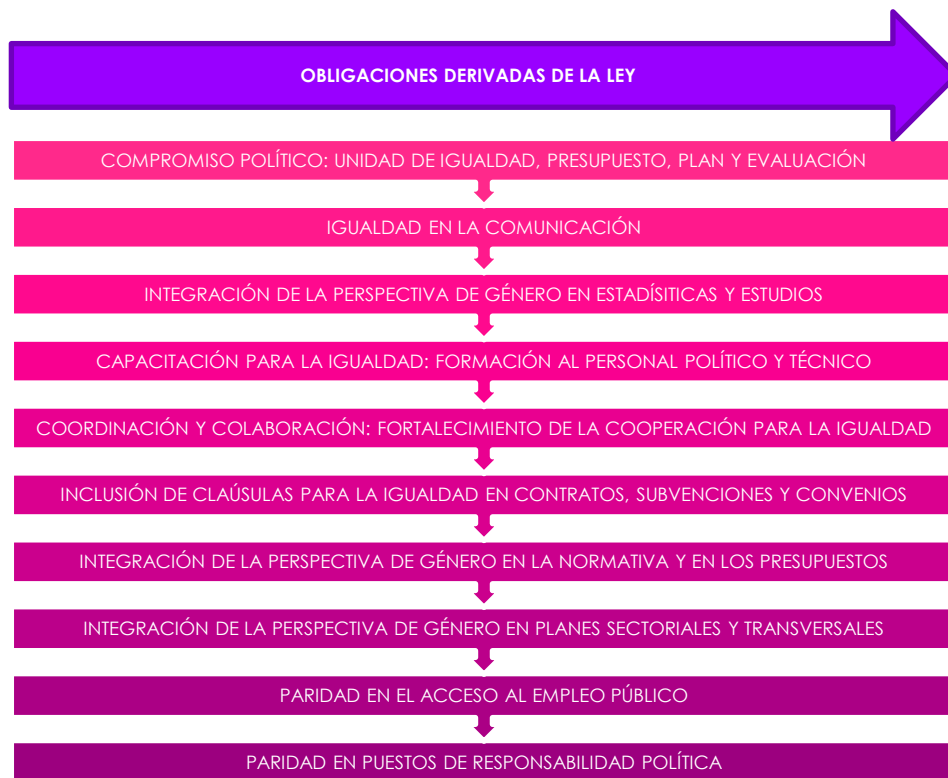 OBLIGACIONES DERIVADAS DE LA LEY
COMPROMISO POLÍTICO: UNIDAD DE IGUALDAD, PRESUPUESTO, PLAN Y EVALUACIÓN
IGUALDAD EN LA COMUNICACIÓN
INTEGRACIÓN DE LA PERSPECTIVA DE GÉNERO EN ESTADÍSITICAS Y ESTUDIOS
CAPACITACIÓN PARA LA IGUALDAD: FORMACIÓN AL PERSONAL POLÍTICO Y TÉCNICO
COORDINACIÓN Y COLABORACIÓN: FORTALECIMIENTO DE LA COOPERACIÓN PARA LA IGUALDAD
INCLUSIÓN DE CLAÚSULAS PARA LA IGUALDAD EN CONTRATOS, SUBVENCIONES Y CONVENIOS
INTEGRACIÓN DE LA PERSPECTIVA DE GÉNERO EN LA NORMATIVA Y EN LOS PRESUPUESTOS
INTEGRACIÓN DE LA PERSPECTIVA DE GÉNERO EN PLANES SECTORIALES Y TRANSVERSALES
PARIDAD EN EL ACCESO AL EMPLEO PÚBLICO
PARIDAD EN PUESTOS DE RESPONSABILIDAD POLÍTICA